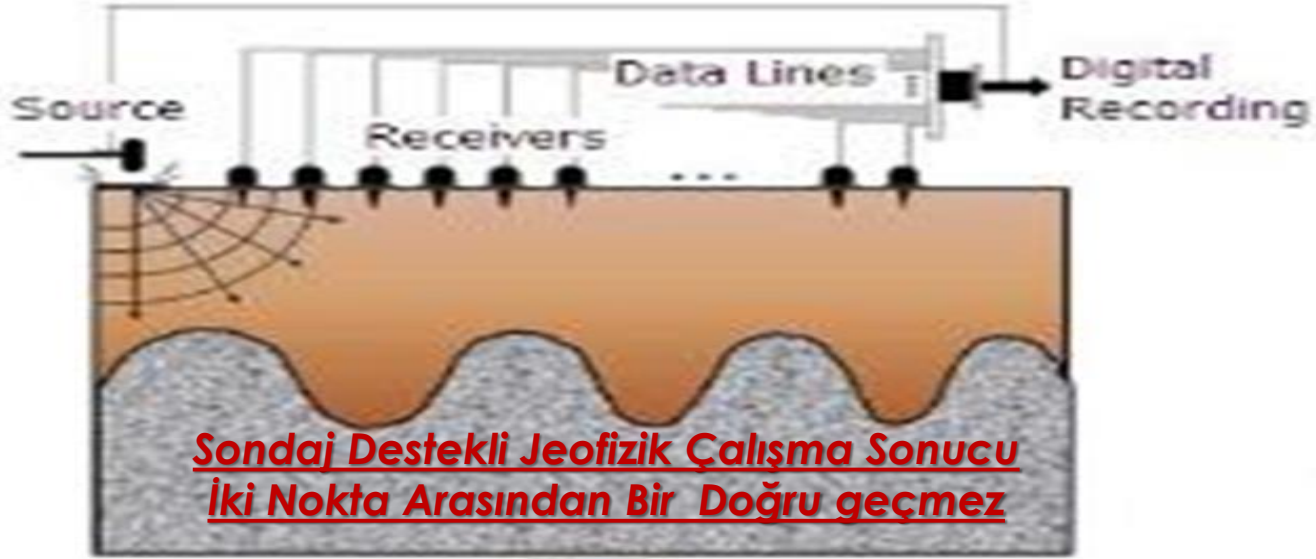 Source
Receivers
Data Lines
Digital
Recording
Sondaj Destekli Jeofizik Çalışma Sonucu
İki Nokta Arasından Bir Doğru geçmez